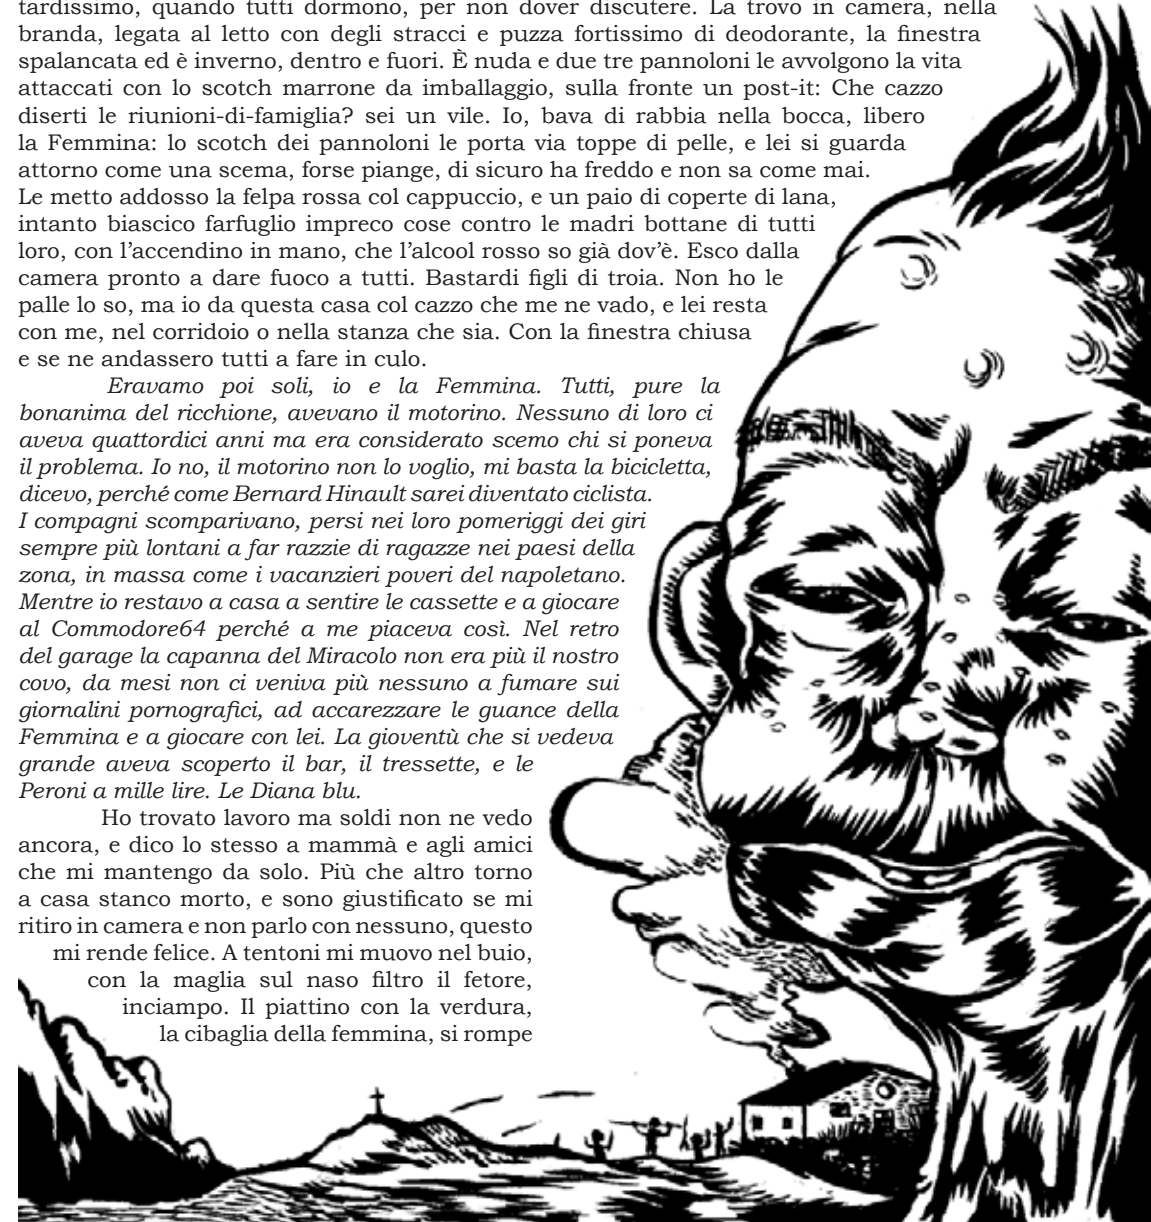 tardissimo, quando tutti dormono, per non dover discutere. La trovo in camera, nella
branda, legata al letto con degli stracci e puzza fortissimo di deodorante, la finestra
spalancata ed è inverno, dentro e fuori. È nuda e due tre pannoloni le avvolgono la vita
attaccati con lo scotch marrone da imballaggio, sulla fronte un post-it: Che cazzo
diserti le riunioni-di-famiglia? sei un vile. Io, bava di rabbia nella bocca, libero
la Femmina: lo scotch dei pannoloni le porta via toppe di pelle, e lei si guarda
attorno come una scema, forse piange, di sicuro ha freddo e non sa come mai.
Le metto addosso la felpa rossa col cappuccio, e un paio di coperte di lana,
intanto biascico farfuglio impreco cose contro le madri bottane di tutti
loro, con l'accendino in mano, che l'alcool rosso so già dov'è. Esco dalla
camera pronto a dare fuoco a tutti. Bastardi figli di troia. Non ho le
palle lo so, ma io da questa casa col cazzo che me ne vado, e lei resta
con me, nel corridoio o nella stanza che sia. Con la finestra chiusa
e se ne andassero tutti a fare in culo.
Eravamo poi soli, io e la Femmina. Tutti, pure la
bonanima del ricchione, avevano il motorino. Nessuno di loro ci
aveva quattordici anni ma era considerato scemo chi si poneva
il problema. Io no, il motorino non lo voglio, mi basta la bicicletta,
dicevo, perché come Bernard Hinault sarei diventato ciclista.
I compagni scomparivano, persi nei loro pomeriggi dei giri
sempre più lontani a far razzie di ragazze nei paesi della
zona, in massa come i vacanzieri poveri del napoletano.
Mentre io restavo a casa a sentire le cassette e a giocare
al Commodore64 perché a me piaceva così. Nel retro
del garage la capanna del Miracolo non era più il nostro
covo, da mesi non ci veniva più nessuno a fumare sui
giornalini pornografici, ad accarezzare le guance della
Femmina e a giocare con lei. La gioventù che si vedeva
grande aveva scoperto il bar, il tressette, e le
Peroni a mille lire. Le Diana blu.
Ho trovato lavoro ma soldi non ne vedo
ancora, e dico lo stesso a mammà e agli amici
che mi mantengo da solo. Più che altro torno
a casa stanco morto, e sono giustificato se mi
ritiro in camera e non parlo con nessuno, questo
mi rende felice. A tentoni mi muovo nel buio,
con la maglia sul naso filtro il fetore,
inciampo. Il piattino con la verdura,
la cibaglia della femmina, si rompe